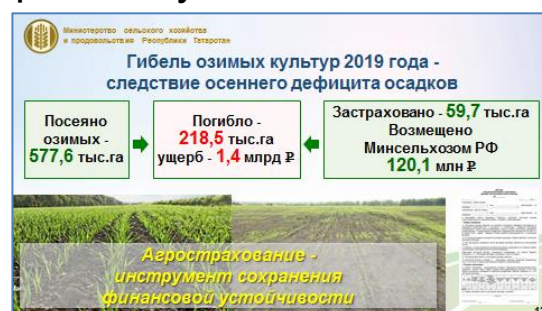 Министерство сельского хозяйства
и продовольствия Республики Татарстан
Гибель озимых культур 2019 года -
следствие осеннего дефицита осадков
Посеяно
озимых -
577,6 тыс.га
Погибло -
218,5 тыс.га
ущерб - 1,4 млрд ₽
Застраховано - 59,7 тыс.га
Возмещено
Минсельхозом РФ
120,1 млн ₽
Агрострахование -
инструмент сохранения
финансовой устойчивости